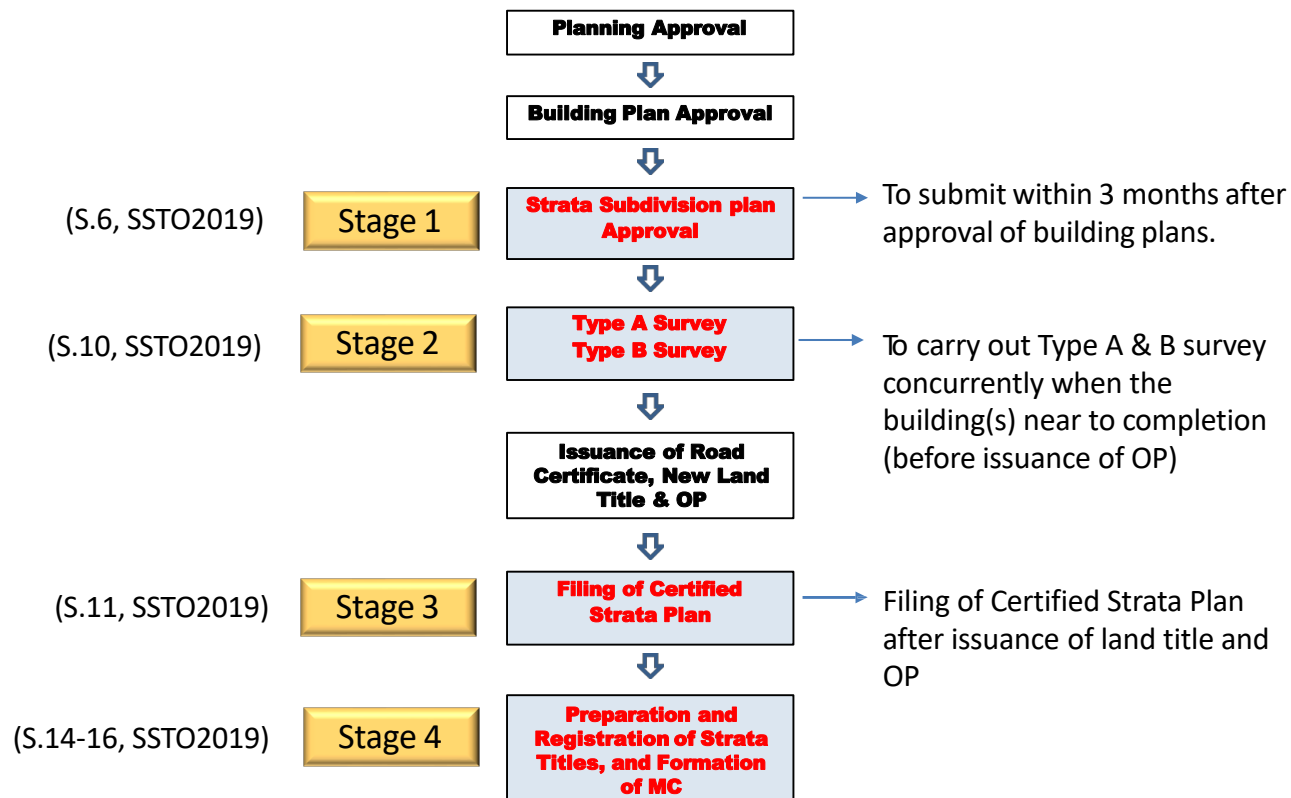 Planning Approval
Building Plan Approval
(S.6, SSTO2019)
Stage 1
Strata Subdivision plan
Approval
To submit within 3 months after
approval of building plans.
(S.10, SSTO2019)
Stage 2
Type A Survey
Type B Survey
To carry out Type A & B survey
concurrently when the
building(s) near to completion
(before issuance of OP)
Issuance of Road
Certificate, New Land
Title & OP
(S.11, SSTO2019)
Stage 3
Filing of Certified
Strata Plan
Filing of Certified Strata Plan
after issuance of land title and
OP
(S.14-16, SSTO2019)
Stage 4
Preparation and
Registration of Strata
Titles, and Formation
of MC